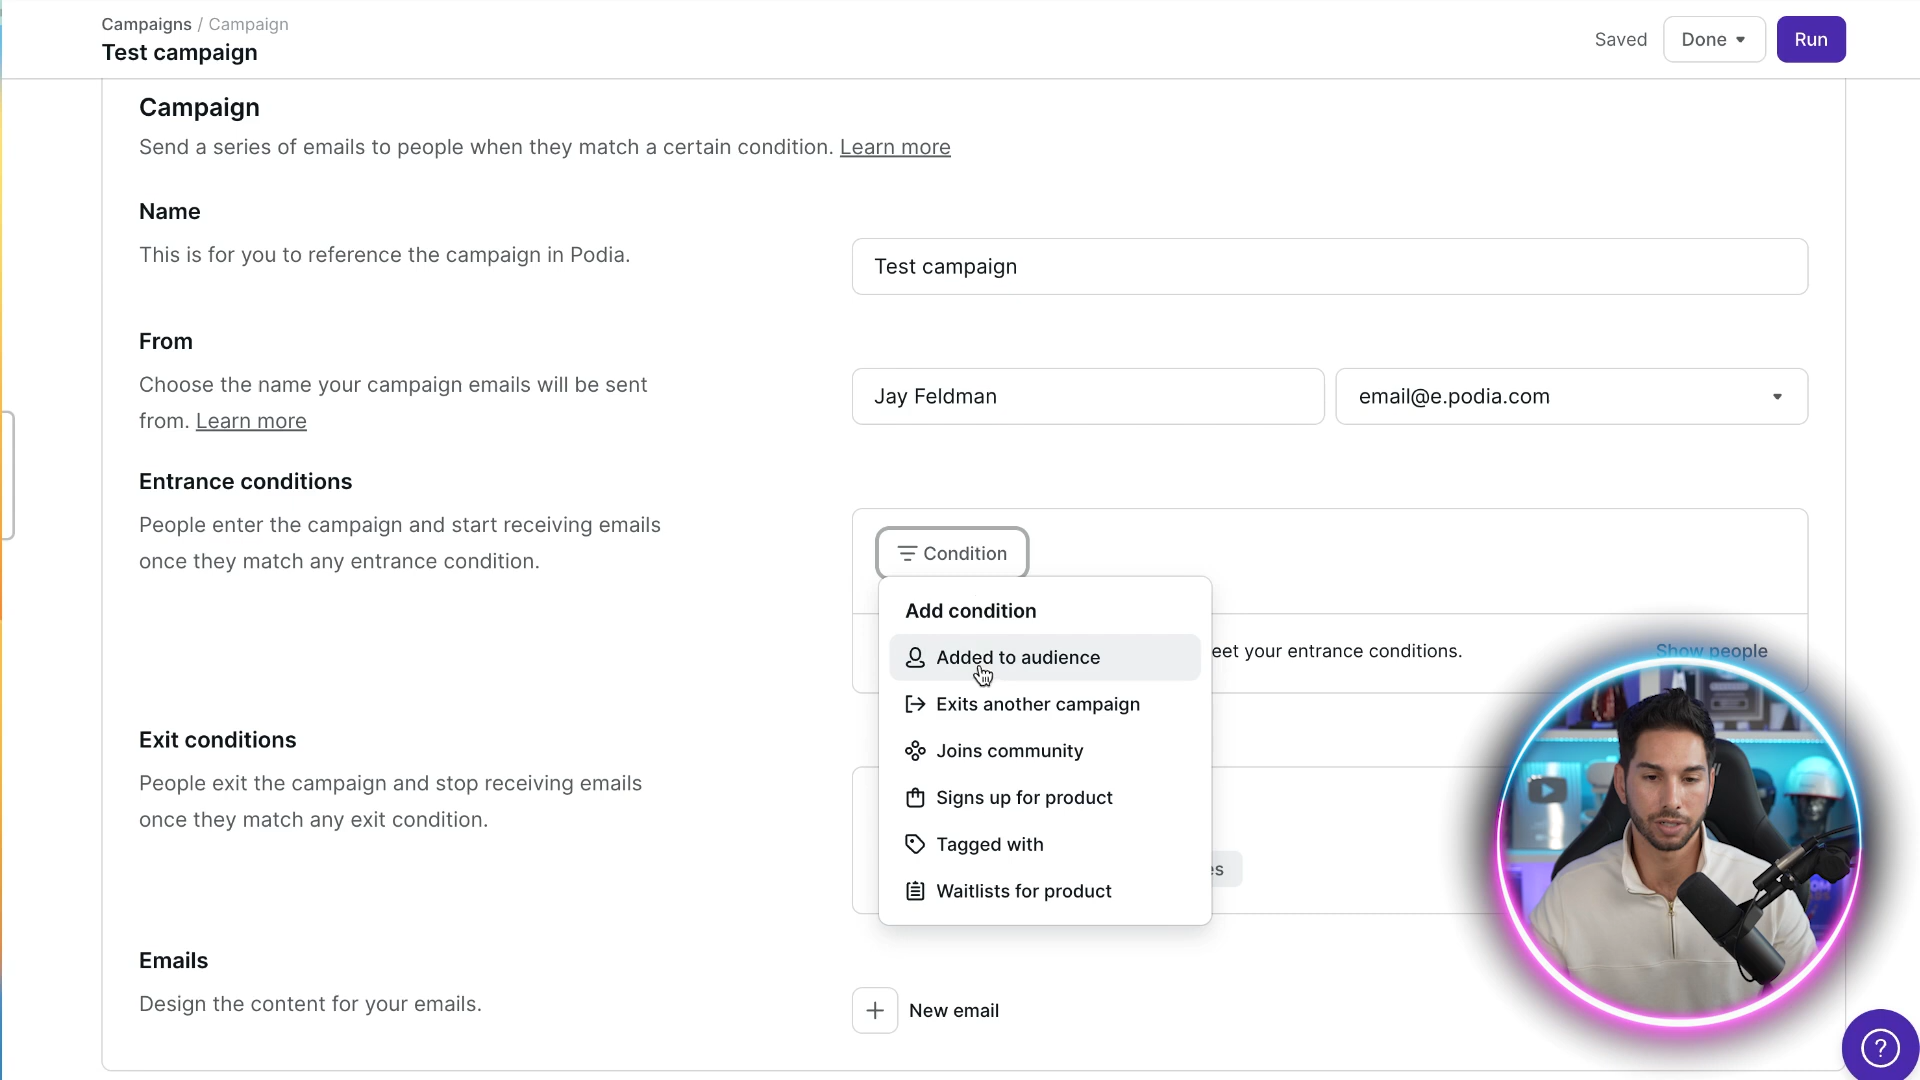 Campaigns / Campaign
Test campaign
Saved
Done
Run
Campaign
Send a series of emails to people when they match a certain condition. Learn more
Name
This is for you to reference the campaign in Podia.
Test campaign
From
Choose the name your campaign emails will be sent
from. Learn more
Jay Feldman
email@e.podia.com
Entrance conditions
People enter the campaign and start receiving emails
once they match any entrance condition.
Condition
Add condition
Added to audience
Exits another campaign
Joins community
Signs up for product
Tagged with
Waitlists for product
eet your entrance conditions.
Show people
Exit conditions
People exit the campaign and stop receiving emails
once they match any exit condition.
es
Emails
Design the content for your emails.
New email
?